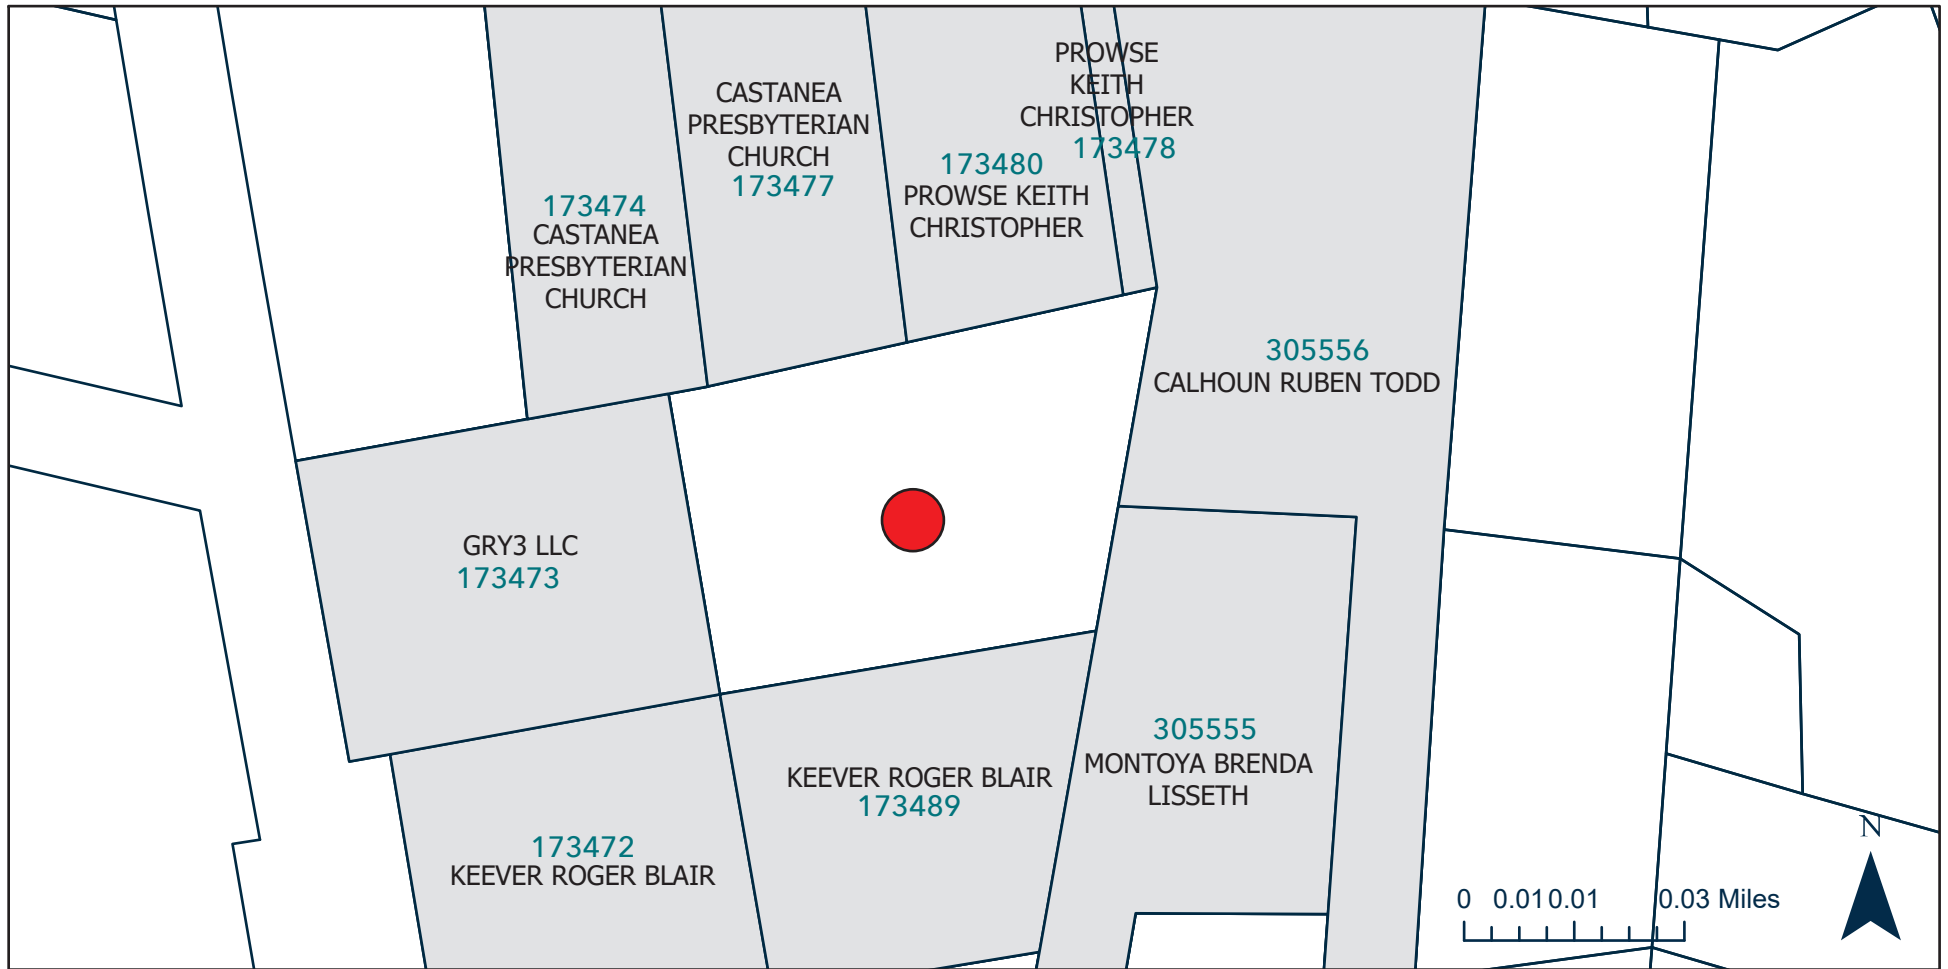 PROWSE
KEITH
CHRISTOPHER
173478
CASTANEA
PRESBYTERIAN
CHURCH
173477
173480
PROWSE KEITH
CHRISTOPHER
173474
CASTANEA
PRESBYTERIAN
CHURCH
305556
CALHOUN RUBEN TODD
GRY3 LLC
173473
305555
MONTOYA BRENDA
LISSETH
KEEVER ROGER BLAIR
173489
173472
KEEVER ROGER BLAIR
N
0 0.01 0.01 0.03 Miles